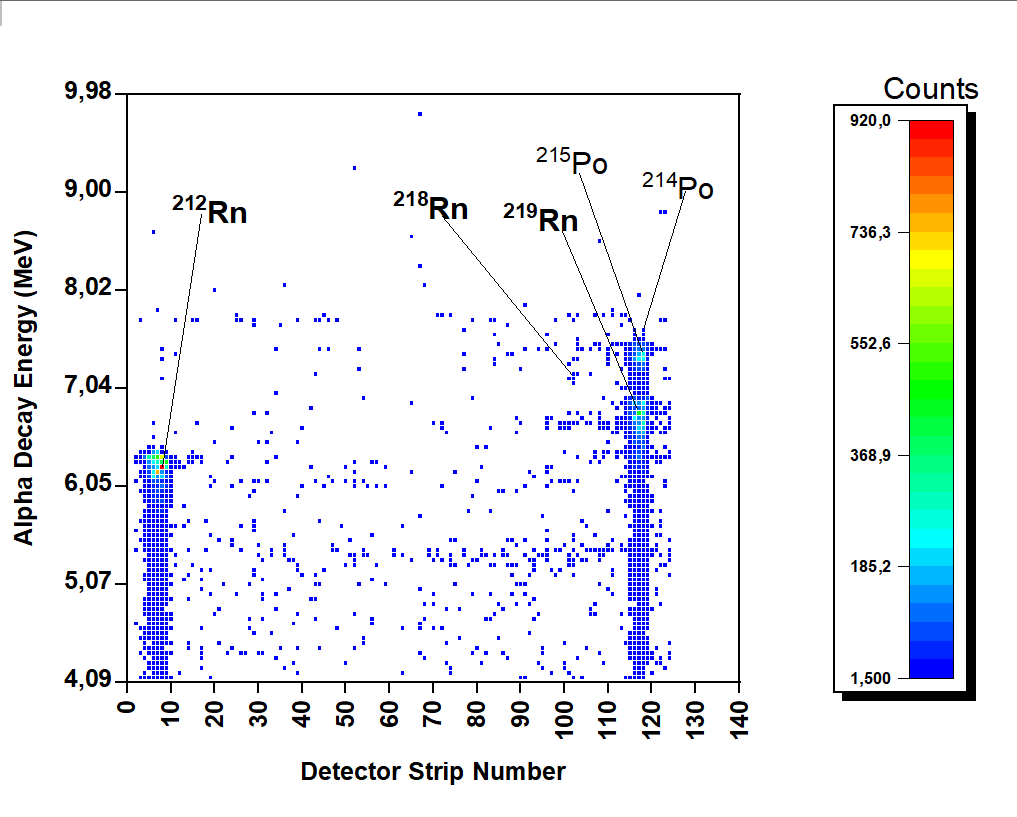 Counts
9,98
920,0
²¹⁵Po
²¹⁴Po
9,00
²¹²Rn
²¹⁸Rn
²¹⁹Rn
736,3
8,02
552,6
7,04
368,9
6,05
185,2
5,07
4,09
1,500
Alpha Decay Energy (MeV)
0 10 20 30 40 50 60 70 80 90 100 110 120 130 140
Detector Strip Number